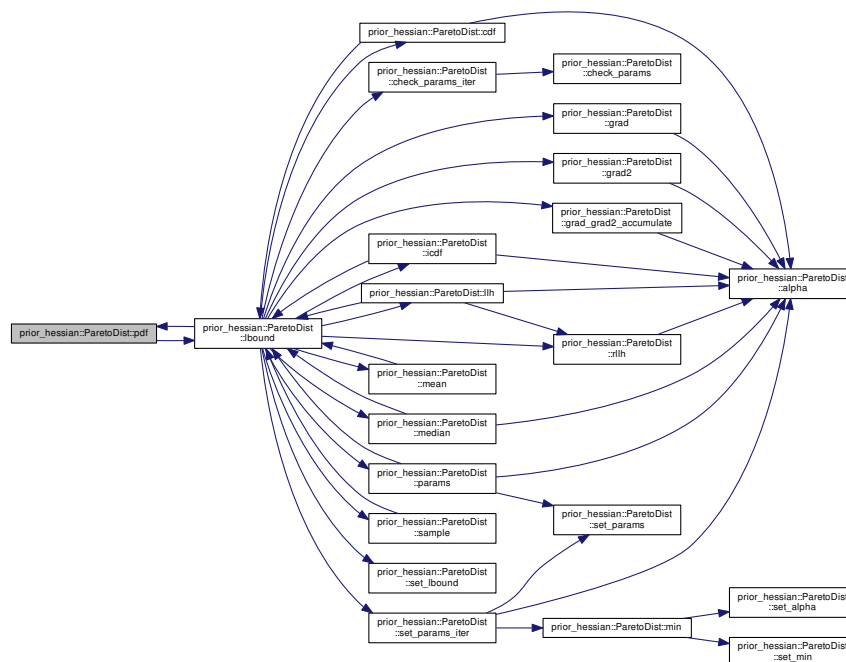 prior_hessian::ParetoDist::cdf
prior_hessian::ParetoDist
::check_params_iter
prior_hessian::ParetoDist
::check_params
prior_hessian::ParetoDist
::grad
prior_hessian::ParetoDist
::grad2
prior_hessian::ParetoDist
::grad_grad2_accumulate
prior_hessian::ParetoDist
::icdf
prior_hessian::ParetoDist
::alpha
prior_hessian::ParetoDist::llh
prior_hessian::ParetoDist::pdf
prior_hessian::ParetoDist
::lbound
prior_hessian::ParetoDist
::rllh
prior_hessian::ParetoDist
::mean
prior_hessian::ParetoDist
::median
prior_hessian::ParetoDist
::params
prior_hessian::ParetoDist
::set_params
prior_hessian::ParetoDist
::sample
prior_hessian::ParetoDist
::set_lbound
prior_hessian::ParetoDist
::set_params_iter
prior_hessian::ParetoDist::min
prior_hessian::ParetoDist
::set_alpha
prior_hessian::ParetoDist
::set_min